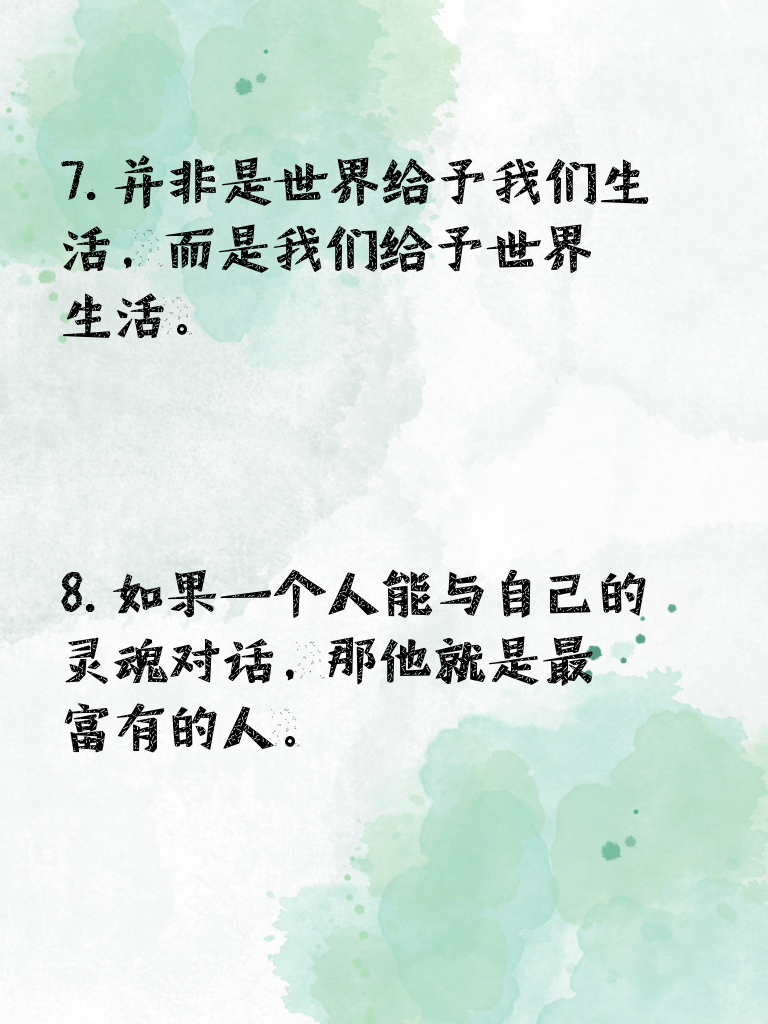 7. 并非是世界给予我们生
活，而是我们给予世界
生活。
8. 如果一个人能与自己的
灵魂对话，那他就是最
富有的人。